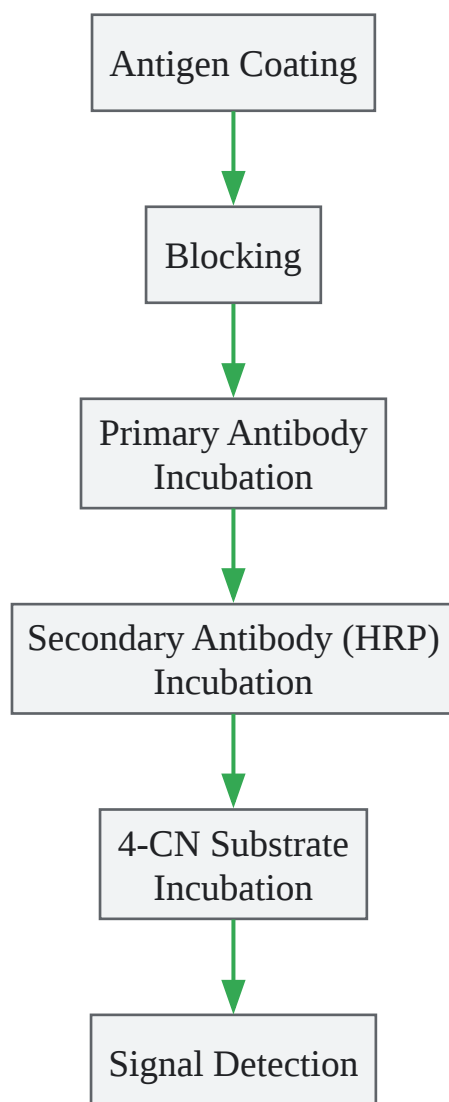 Antigen Coating
Blocking
Primary Antibody
Incubation
Secondary Antibody (HRP)
Incubation
4-CN Substrate
Incubation
Signal Detection